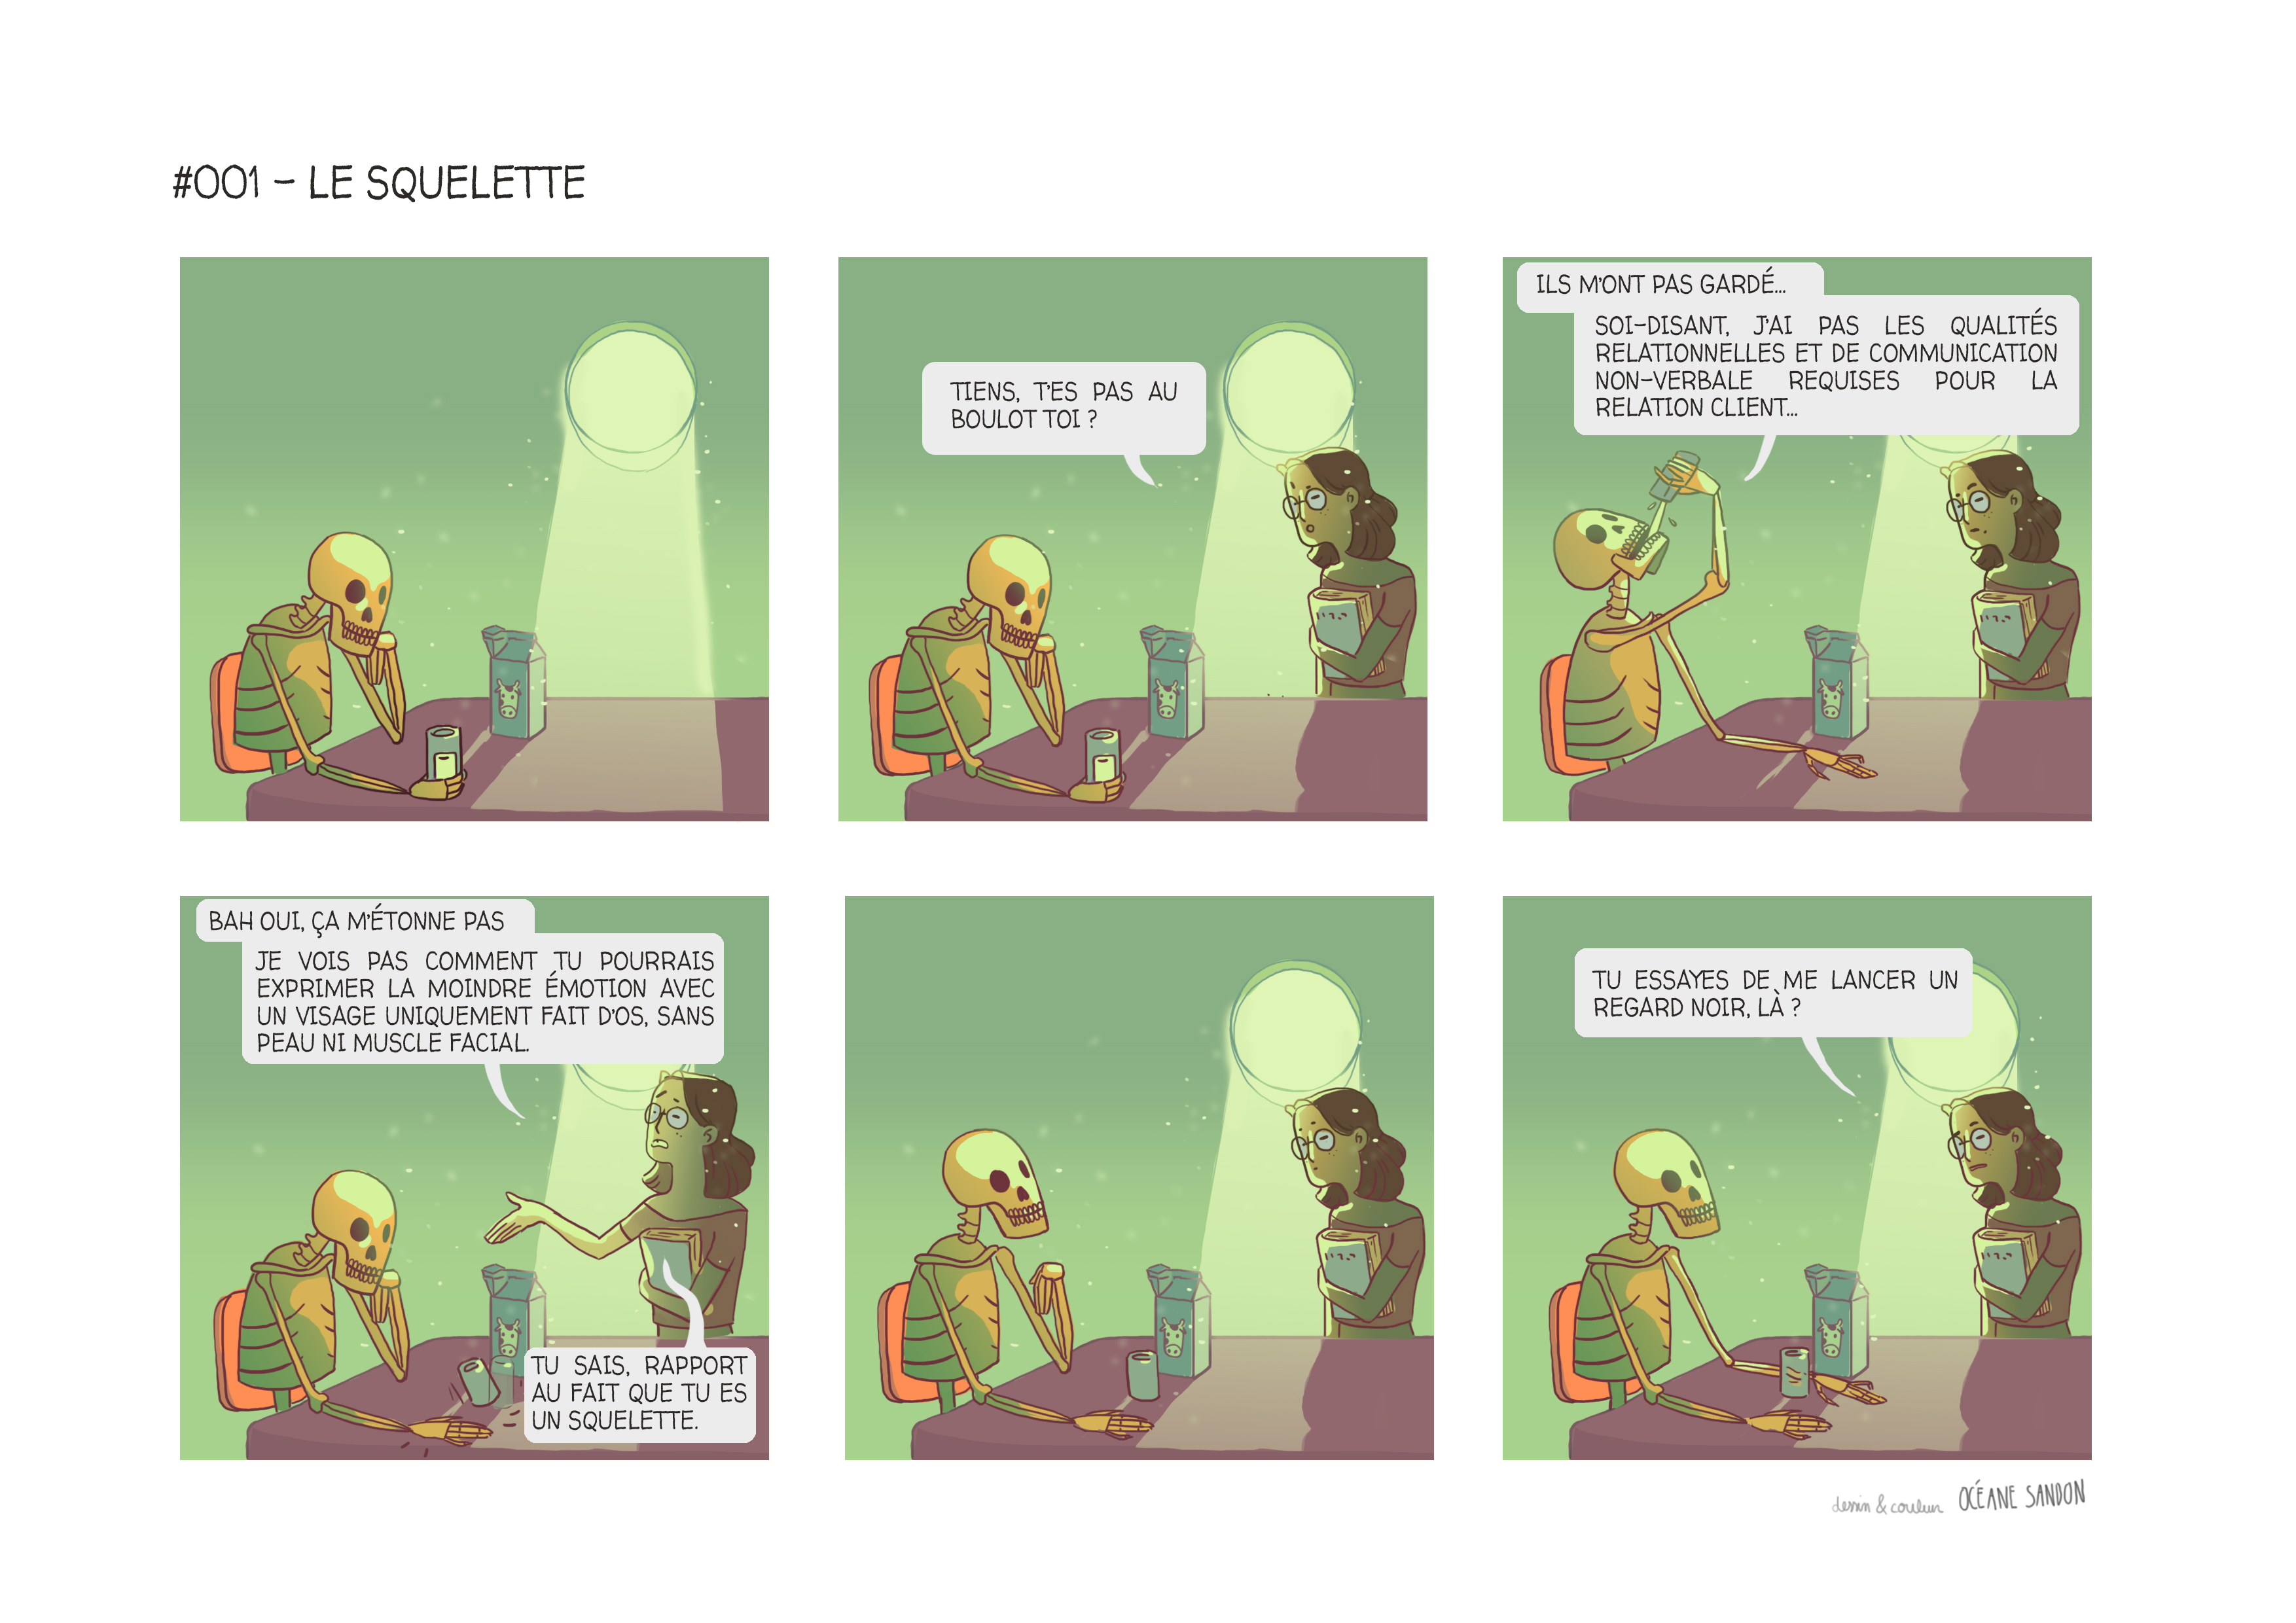 #001 – LE SQUELETTE
TIENS, T'ES PAS AU
BOULOT TOI ?
ILS M'ONT PAS GARDÉ...
SOI-DISANT, J'AI PAS LES QUALITÉS
RELATIONNELLES ET DE COMMUNICATION
NON-VERBALE REQUISES POUR LA
RELATION CLIENT...
BAH OUI, ÇA M'ÉTONNE PAS
JE VOIS PAS COMMENT TU POURRAIS
EXPRIMER LA MOINDRE ÉMOTION AVEC
UN VISAGE UNIQUEMENT FAIT D'OS, SANS
PEAU NI MUSCLE FACIAL.
TU SAIS, RAPPORT
AU FAIT QUE TU ES
UN SQUELETTE.
TU ESSAYES DE ME LANCER UN
REGARD NOIR, LÀ ?
dessin & couleur OCÉANE SANDON